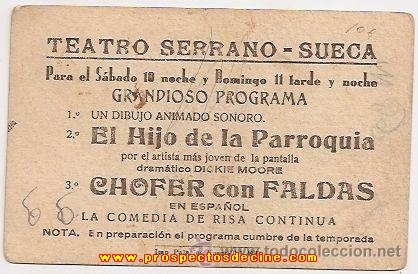 TEATRO SERRANO - SUECA
Para el Sábado 10 noche y Domingo 11 tarde y noche
GRANDIOSO PROGRAMA
1.º UN DIBUJO ANIMADO SONORO.
2.º El Hijo de la Parroquia
por el artista más joven de la pantalla
dramático DICKIE MOORE
3.º CHOFER con FALDAS
EN ESPAÑOL
LA COMEDIA DE RISA CONTINUA
NOTA. En preparación el programa cumbre de la temporada
www.prospectosdecine.com
todocoleccion.net